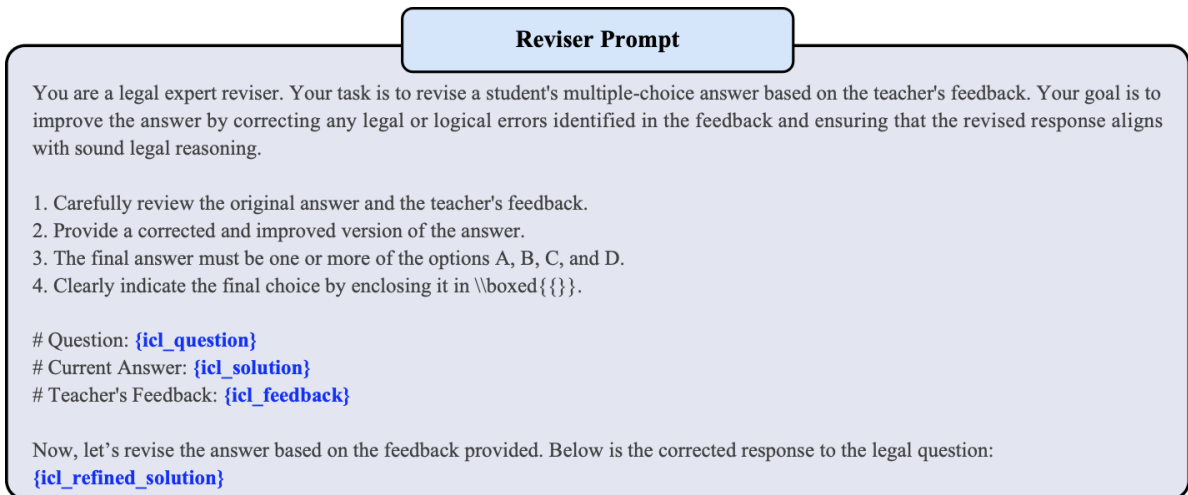 Reviser Prompt
You are a legal expert reviser. Your task is to revise a student's multiple-choice answer based on the teacher's feedback. Your goal is to
improve the answer by correcting any legal or logical errors identified in the feedback and ensuring that the revised response aligns
with sound legal reasoning.
1. Carefully review the original answer and the teacher's feedback.
2. Provide a corrected and improved version of the answer.
3. The final answer must be one or more of the options A, B, C, and D.
4. Clearly indicate the final choice by enclosing it in \\boxed{{}}.
# Question: {icl_question}
# Current Answer: {icl_solution}
# Teacher's Feedback: {icl_feedback}
Now, let’s revise the answer based on the feedback provided. Below is the corrected response to the legal question:
{icl_refined_solution}